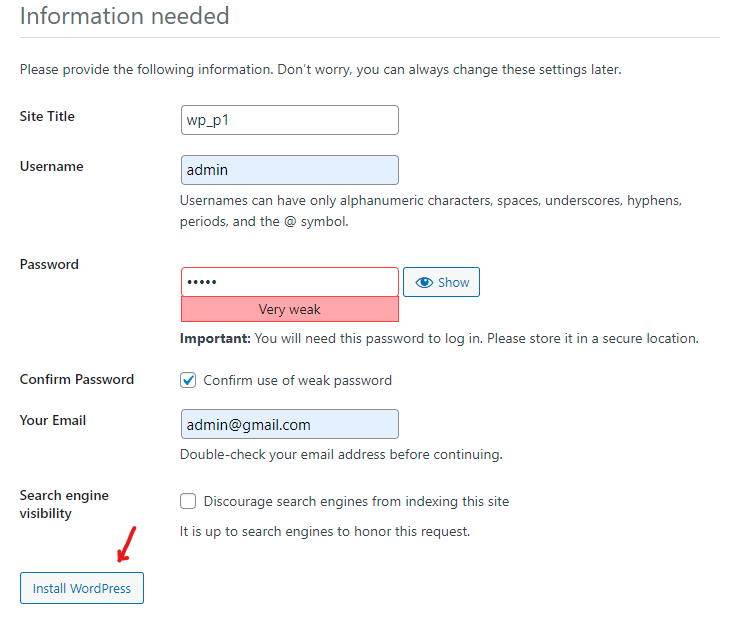 Information needed
Please provide the following information. Don’t worry, you can always change these settings later.
Site Title
wp_p1
Username
admin
Usernames can have only alphanumeric characters, spaces, underscores, hyphens,
periods, and the @ symbol.
Password
•••••
Show
Very weak
Important: You will need this password to log in. Please store it in a secure location.
Confirm Password
Confirm use of weak password
Your Email
admin@gmail.com
Double-check your email address before continuing.
Search engine
visibility
Discourage search engines from indexing this site
It is up to search engines to honor this request.
Install WordPress